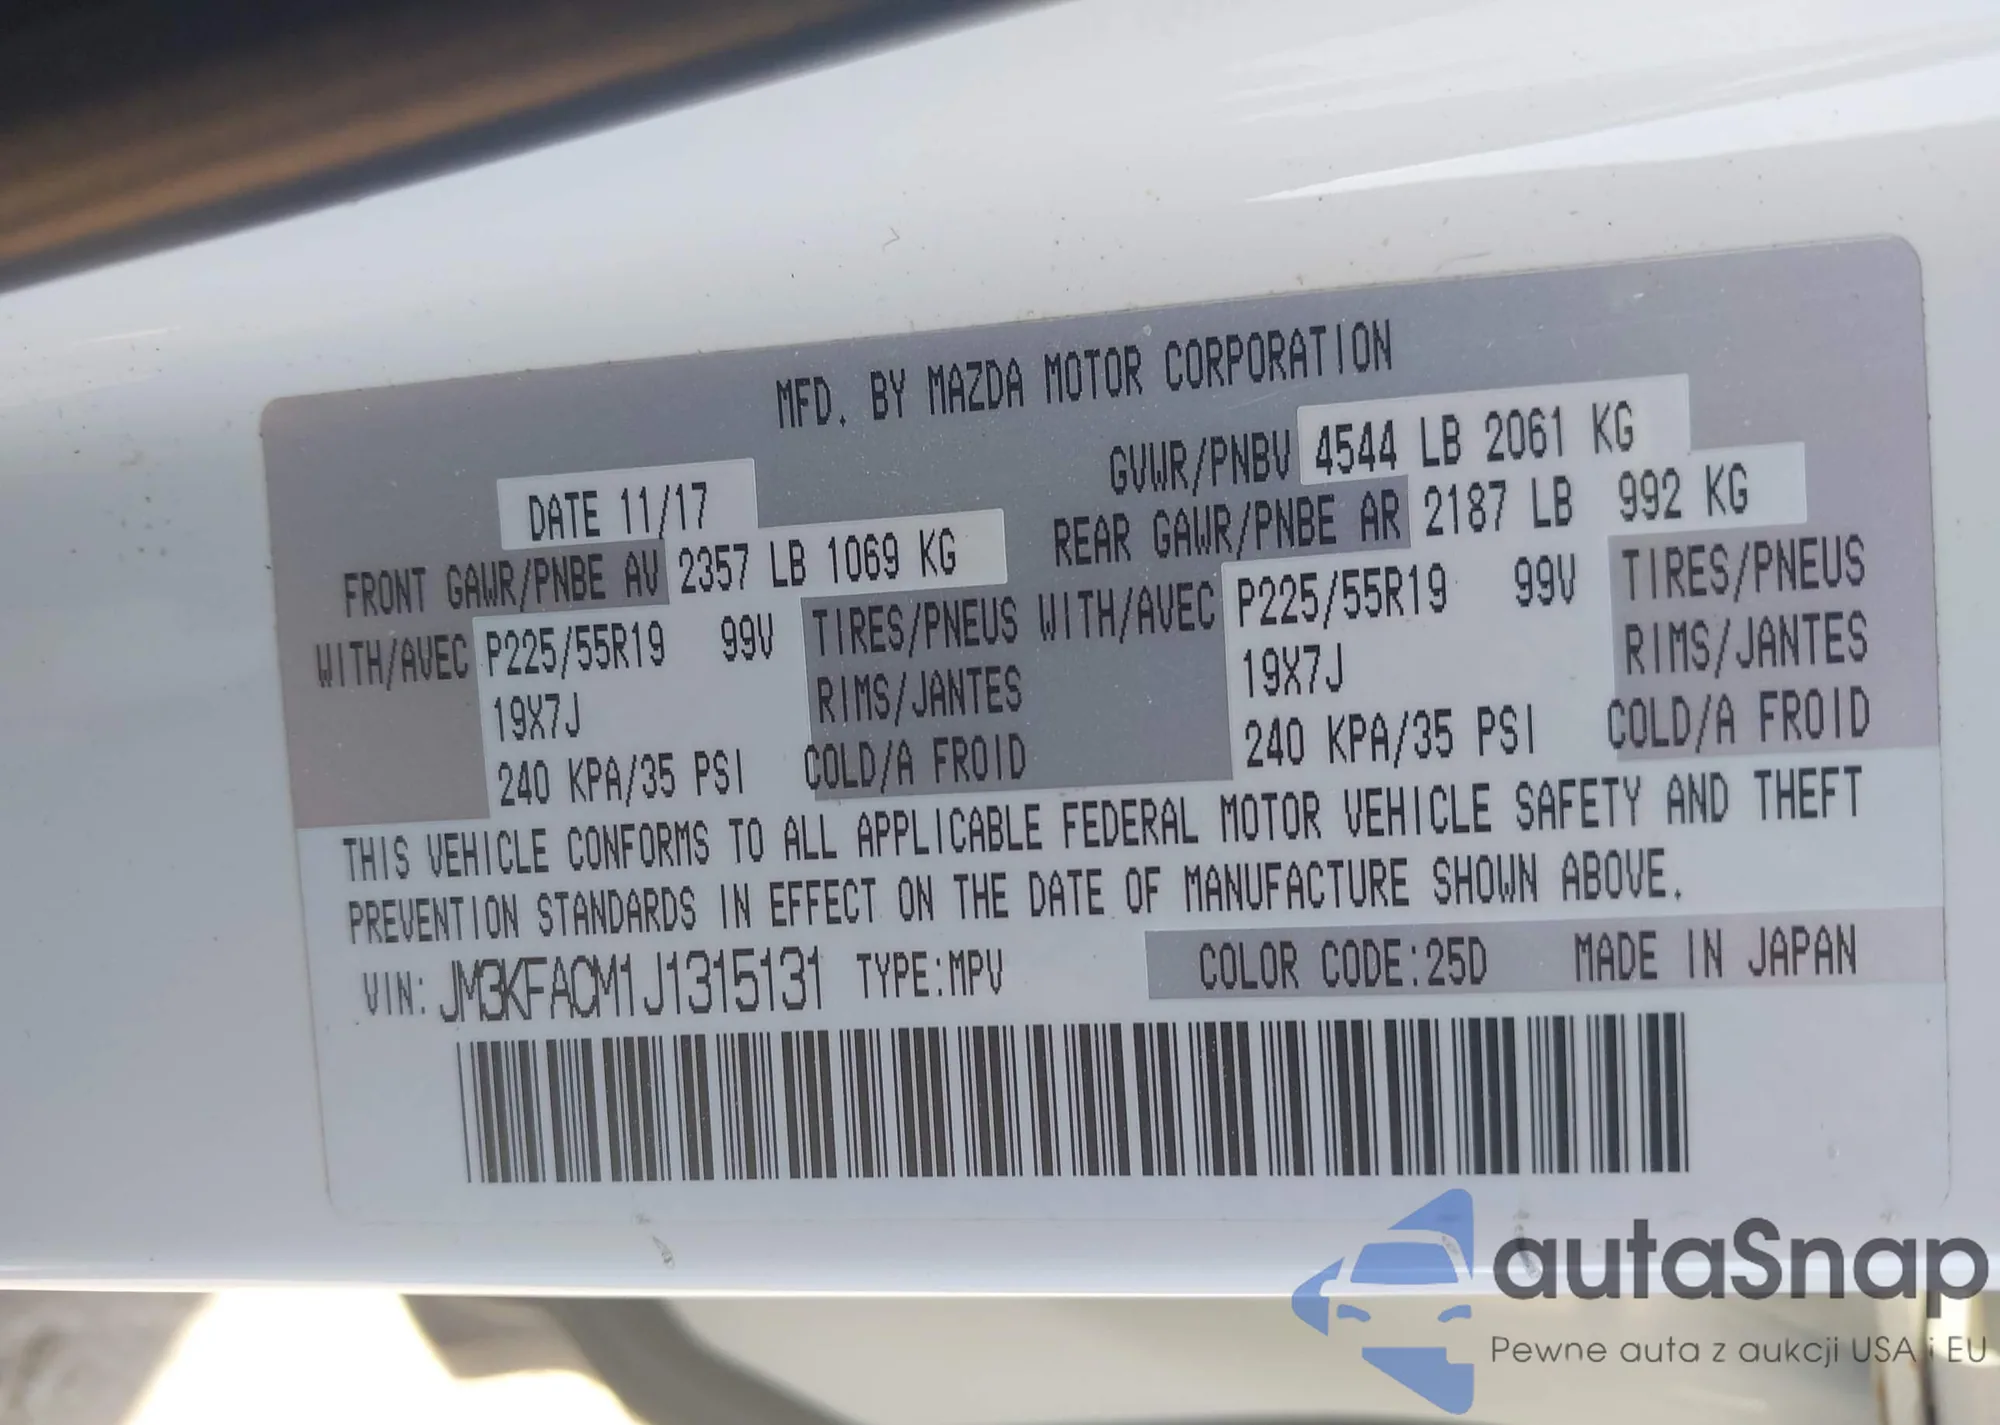 MFD. BY MAZDA MOTOR CORPORATION
DATE 11/17 GVWR/PNBV 4544 LB 2061 KG
FRONT GAWR/PNBE AV 2357 LB 1069 KG REAR GAWR/PNBE AR 2187 LB 992 KG
WITH/AVEC P225/55R19 99V TIRES/PNEUS WITH/AVEC P225/55R19 99V TIRES/PNEUS
19X7J RIMS/JANTES 19X7J RIMS/JANTES
240 KPA/35 PSI COLD/A FROID 240 KPA/35 PSI COLD/A FROID
THIS VEHICLE CONFORMS TO ALL APPLICABLE FEDERAL MOTOR VEHICLE SAFETY AND THEFT
PREVENTION STANDARDS IN EFFECT ON THE DATE OF MANUFACTURE SHOWN ABOVE.
VIN: JM3KFACM1J1315131 TYPE:MPV COLOR CODE:25D MADE IN JAPAN
autaSnap
Pewne auta z aukcji USA i EU